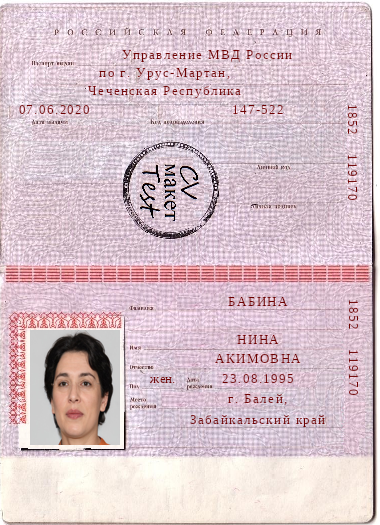 РОССИЙСКАЯ ФЕДЕРАЦИЯ
Паспорт выдан
Управление МВД России
по г. Урус-Мартан,
Чеченская Республика
07.06.2020 147-522
Дата выдачи Код подразделения
Личный код
Личная подпись
CV
Макет
Test
1852 119170
Фамилия БАБИНА
Имя НИНА
Отчество АКИМОВНА
Пол жен. Дата рождения 23.08.1995
Место рождения г. Балей,
Забайкальский край
1852 119170